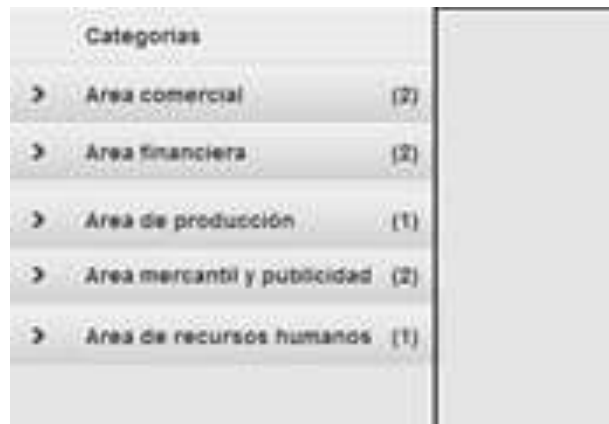 Categorias
Area comercial (2)
Area financiera (2)
Area de producción (1)
Area mercantil y publicidad (2)
Area de recursos humanos (1)